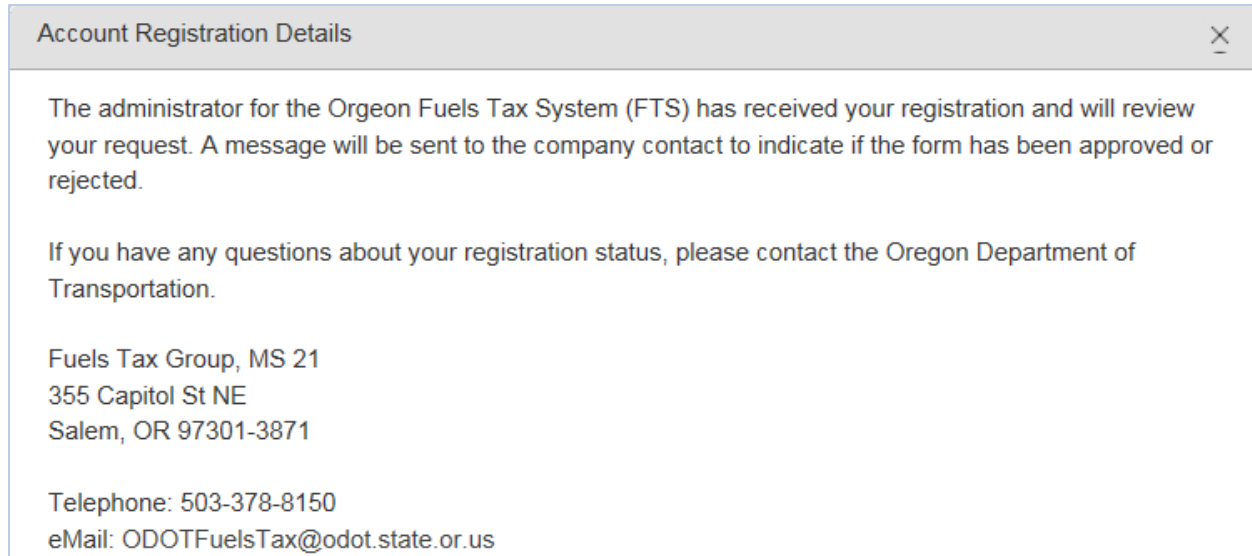 Account Registration Details
The administrator for the Orgeon Fuels Tax System (FTS) has received your registration and will review
your request. A message will be sent to the company contact to indicate if the form has been approved or
rejected.
If you have any questions about your registration status, please contact the Oregon Department of
Transportation.
Fuels Tax Group, MS 21
355 Capitol St NE
Salem, OR 97301-3871
Telephone: 503-378-8150
eMail: ODOTFuelsTax@odot.state.or.us